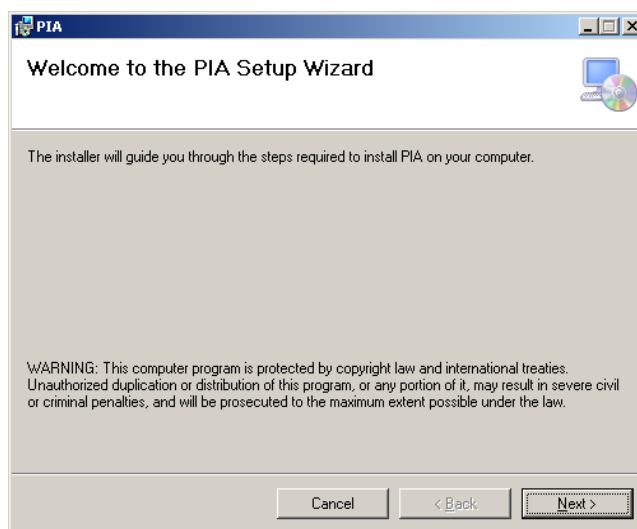 PIA
Welcome to the PIA Setup Wizard
The installer will guide you through the steps required to install PIA on your computer.
WARNING: This computer program is protected by copyright law and international treaties.
Unauthorized duplication or distribution of this program, or any portion of it, may result in severe civil
or criminal penalties, and will be prosecuted to the maximum extent possible under the law.
Cancel
< Back
Next >